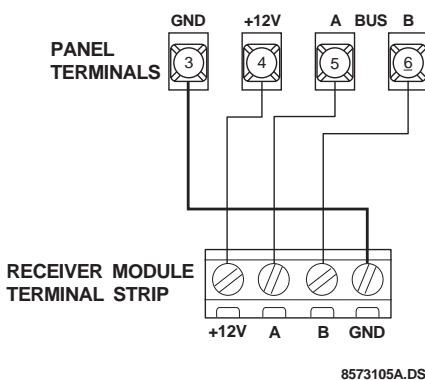 GND +12V A BUS B
PANEL
TERMINALS
3 4 5 6
RECEIVER MODULE
TERMINAL STRIP
+12V A B GND
8573105A.DS